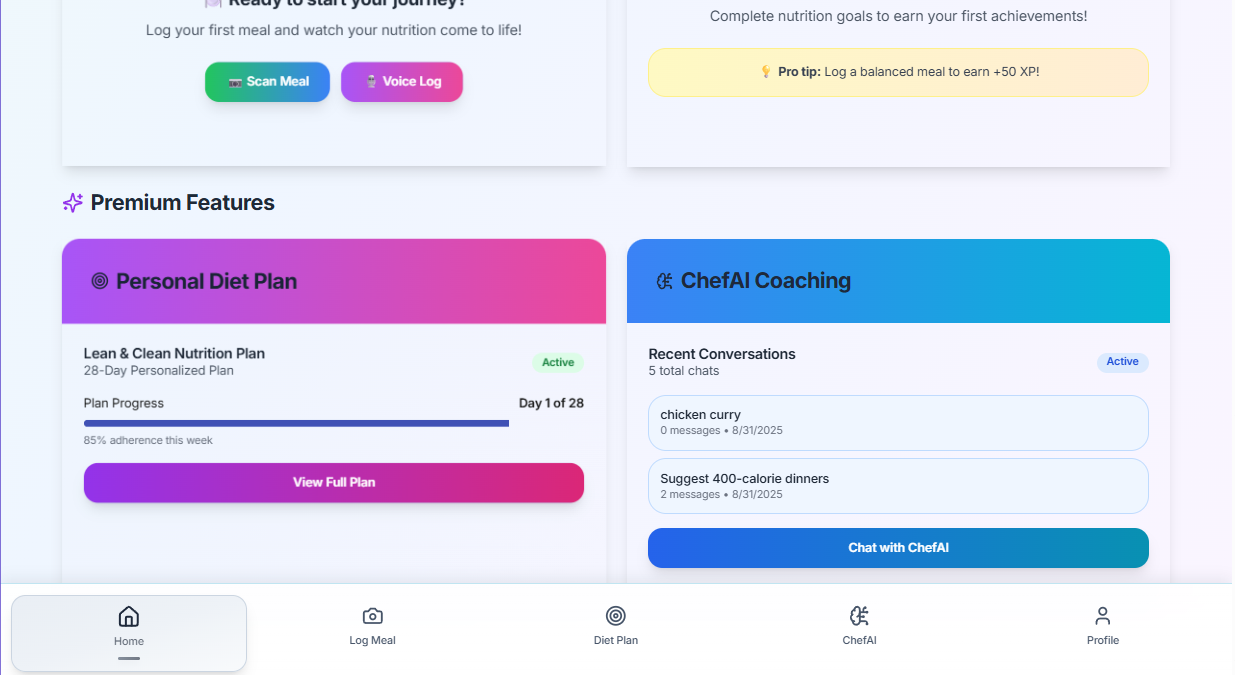 Ready to start your journey?
Log your first meal and watch your nutrition come to life!
Scan Meal
Voice Log
Complete nutrition goals to earn your first achievements!
Pro tip: Log a balanced meal to earn +50 XP!
Premium Features
Personal Diet Plan
Lean & Clean Nutrition Plan
28-Day Personalized Plan
Active
Plan Progress
Day 1 of 28
85% adherence this week
View Full Plan
ChefAI Coaching
Recent Conversations
5 total chats
Active
chicken curry
0 messages • 8/31/2025
Suggest 400-calorie dinners
2 messages • 8/31/2025
Chat with ChefAI
Home
Log Meal
Diet Plan
ChefAI
Profile